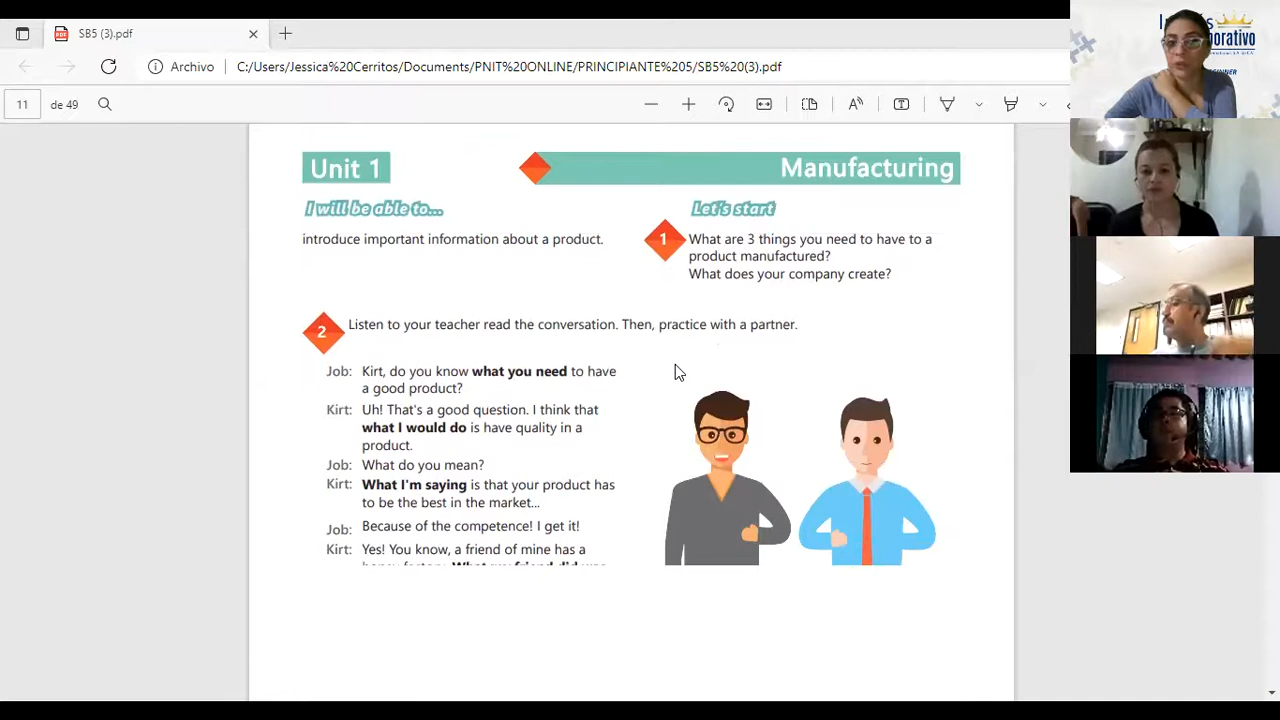 SB5 (3).pdf
Archivo
C:/Users/Jessica%20Cerritos/Documents/PNIT%20ONLINE/PRINCIPIANTE%205/SB5%20(3).pdf
11 de 49
Unit 1
Manufacturing
I will be able to...
introduce important information about a product.
Let's start
1
What are 3 things you need to have to a
product manufactured?
What does your company create?
2
Listen to your teacher read the conversation. Then, practice with a partner.
Job: Kirt, do you know what you need to have
a good product?
Kirt: Uh! That's a good question. I think that
what I would do is have quality in a
product.
Job: What do you mean?
Kirt: What I'm saying is that your product has
to be the best in the market...
Job: Because of the competence! I get it!
Kirt: Yes! You know, a friend of mine has a